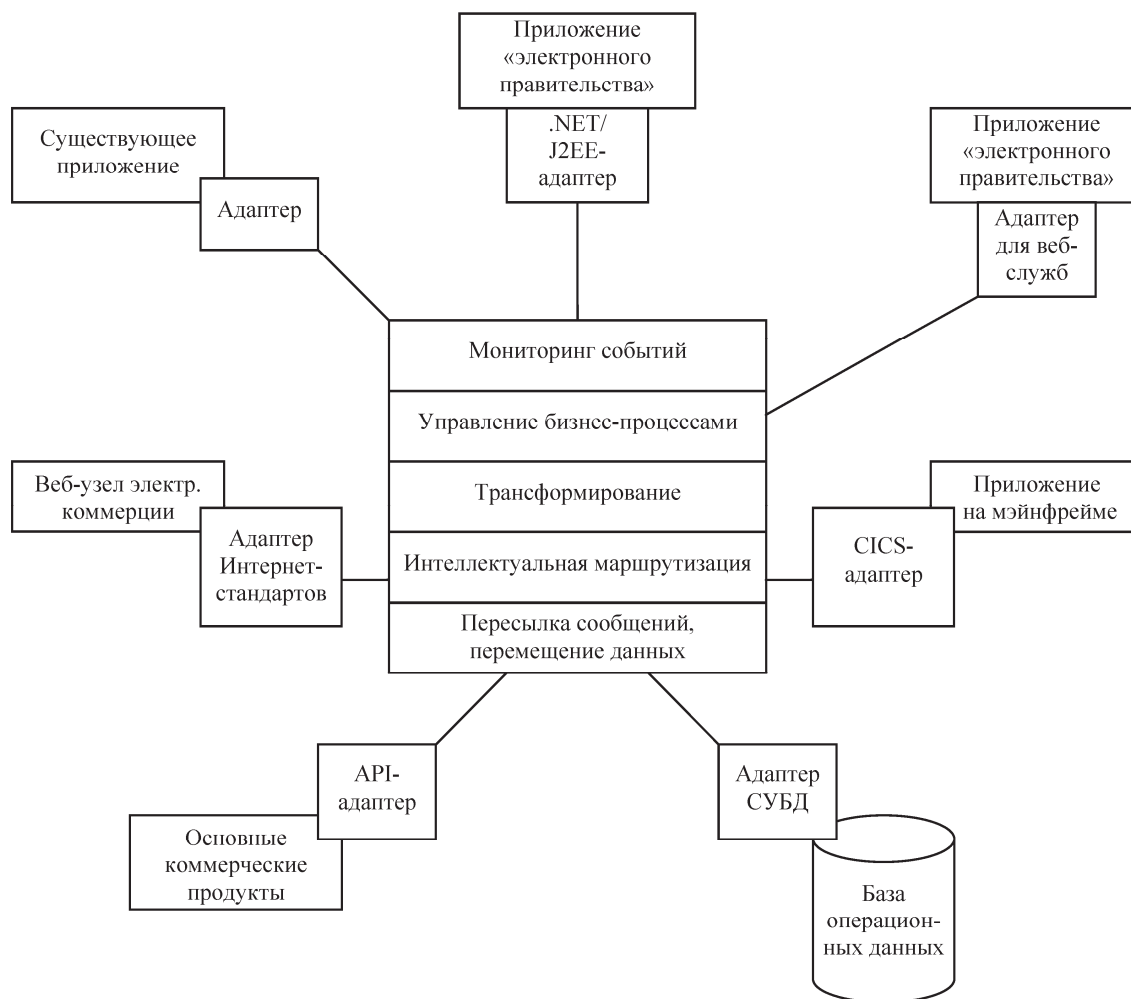 Приложение
«электронного
правительства»
.NET/
J2EE-
адаптер
Существующее
приложение
Адаптер
Приложение
«электронного
правительства»
Адаптер
для веб-
служб
Мониторинг событий
Управление бизнес-процессами
Трансформирование
Интеллектуальная маршрутизация
Пересылка сообщений,
перемещение данных
Веб-узел электр.
коммерции
Адаптер
Интернет-
стандартов
Приложение
на мэйнфрейме
CICS-
адаптер
API-
адаптер
Основные
коммерческие
продукты
Адаптер
СУБД
База
операцион-
ных данных